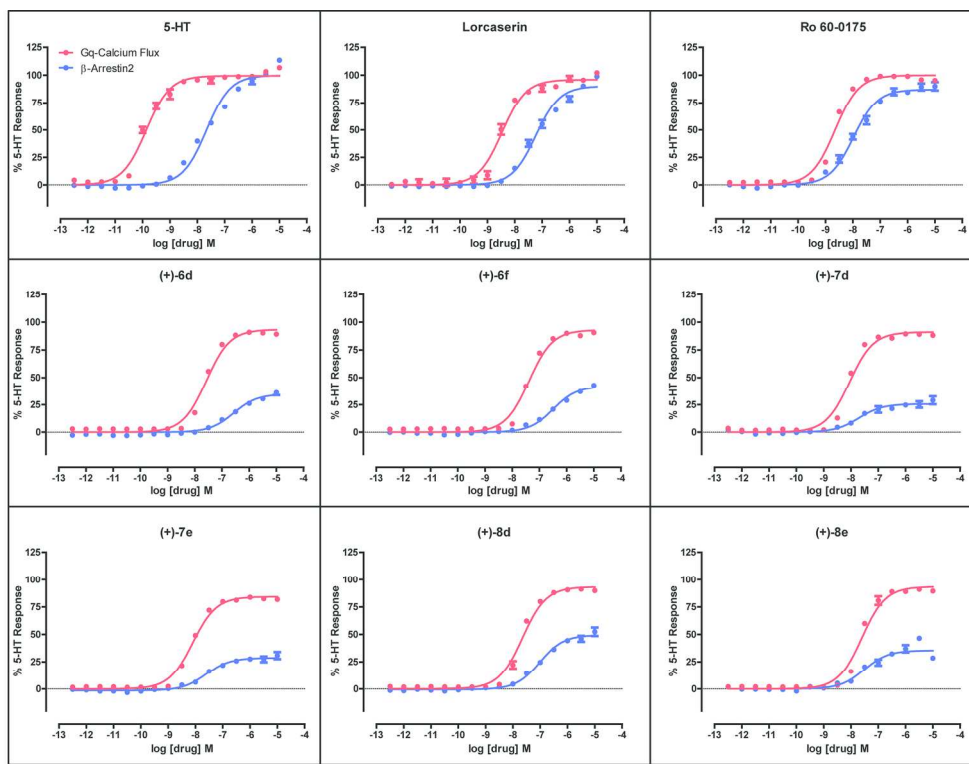 5-HT
Gq-Calcium Flux
β-Arrestin2
% 5-HT Response
125
100
75
50
25
0
-13 -12 -11 -10 -9 -8 -7 -6 -5 -4
log [drug] M
Lorcaserin
% 5-HT Response
125
100
75
50
25
0
-13 -12 -11 -10 -9 -8 -7 -6 -5 -4
log [drug] M
Ro 60-0175
% 5-HT Response
125
100
75
50
25
0
-13 -12 -11 -10 -9 -8 -7 -6 -5 -4
log [drug] M
(+)-6d
% 5-HT Response
125
100
75
50
25
0
-13 -12 -11 -10 -9 -8 -7 -6 -5 -4
log [drug] M
(+)-6f
% 5-HT Response
125
100
75
50
25
0
-13 -12 -11 -10 -9 -8 -7 -6 -5 -4
log [drug] M
(+)-7d
% 5-HT Response
125
100
75
50
25
0
-13 -12 -11 -10 -9 -8 -7 -6 -5 -4
log [drug] M
(+)-7e
% 5-HT Response
125
100
75
50
25
0
-13 -12 -11 -10 -9 -8 -7 -6 -5 -4
log [drug] M
(+)-8d
% 5-HT Response
125
100
75
50
25
0
-13 -12 -11 -10 -9 -8 -7 -6 -5 -4
log [drug] M
(+)-8e
% 5-HT Response
125
100
75
50
25
0
-13 -12 -11 -10 -9 -8 -7 -6 -5 -4
log [drug] M